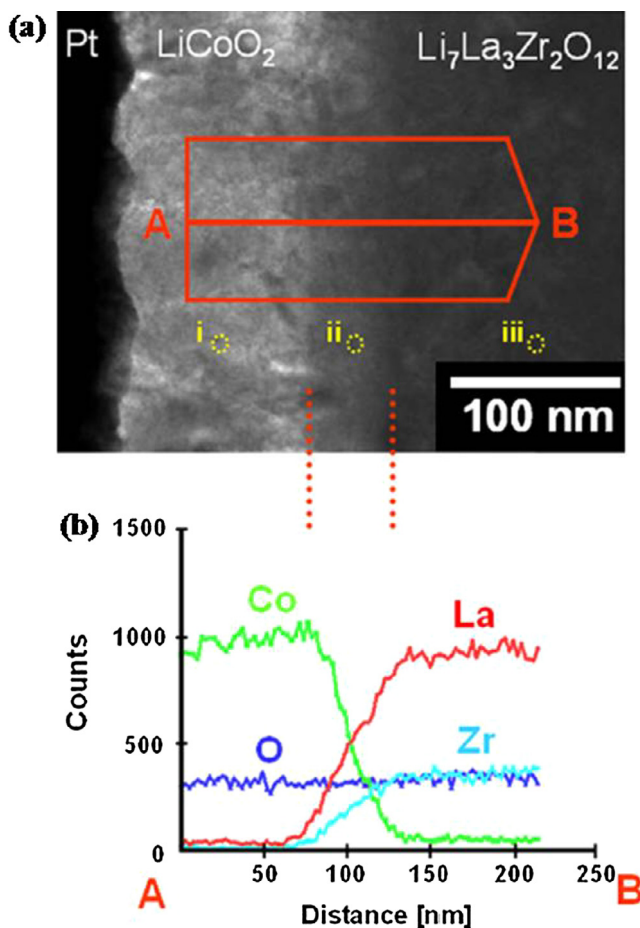 (a)
Pt LiCoO₂ Li₇La₃Zr₂O₁₂
A B
i ii iii
100 nm
(b)
1500
1000
500
0
Counts
Co La
O Zr
50 100 150 200 250
A B
Distance [nm]